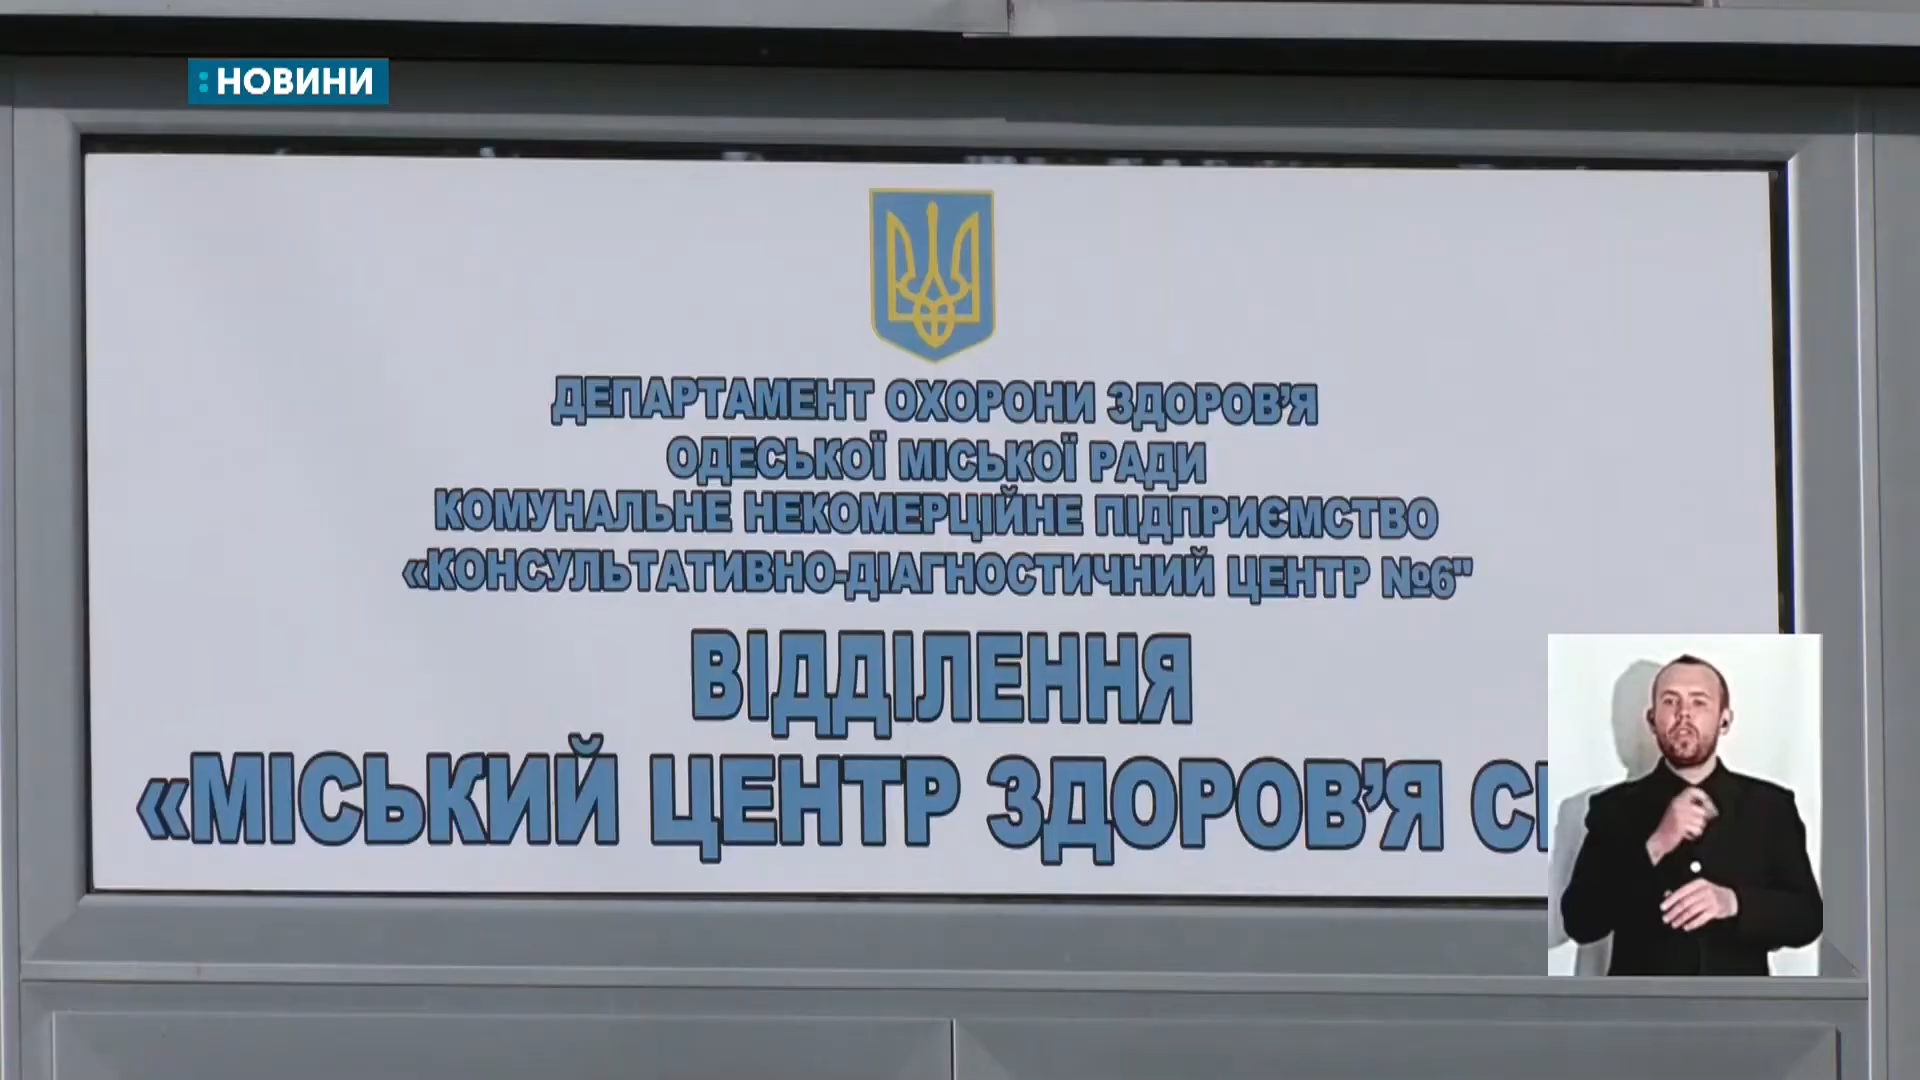 :НОВИНИ
ДЕПАРТАМЕНТ ОХОРОНИ ЗДОРОВ'Я
ОДЕСЬКОЇ МІСЬКОЇ РАДИ
КОМУНАЛЬНЕ НЕКОМЕРЦІЙНЕ ПІДПРИЄМСТВО
«КОНСУЛЬТАТИВНО-ДІАГНОСТИЧНИЙ ЦЕНТР №6"
ВІДДІЛЕННЯ
«МІСЬКИЙ ЦЕНТР ЗДОРОВ'Я